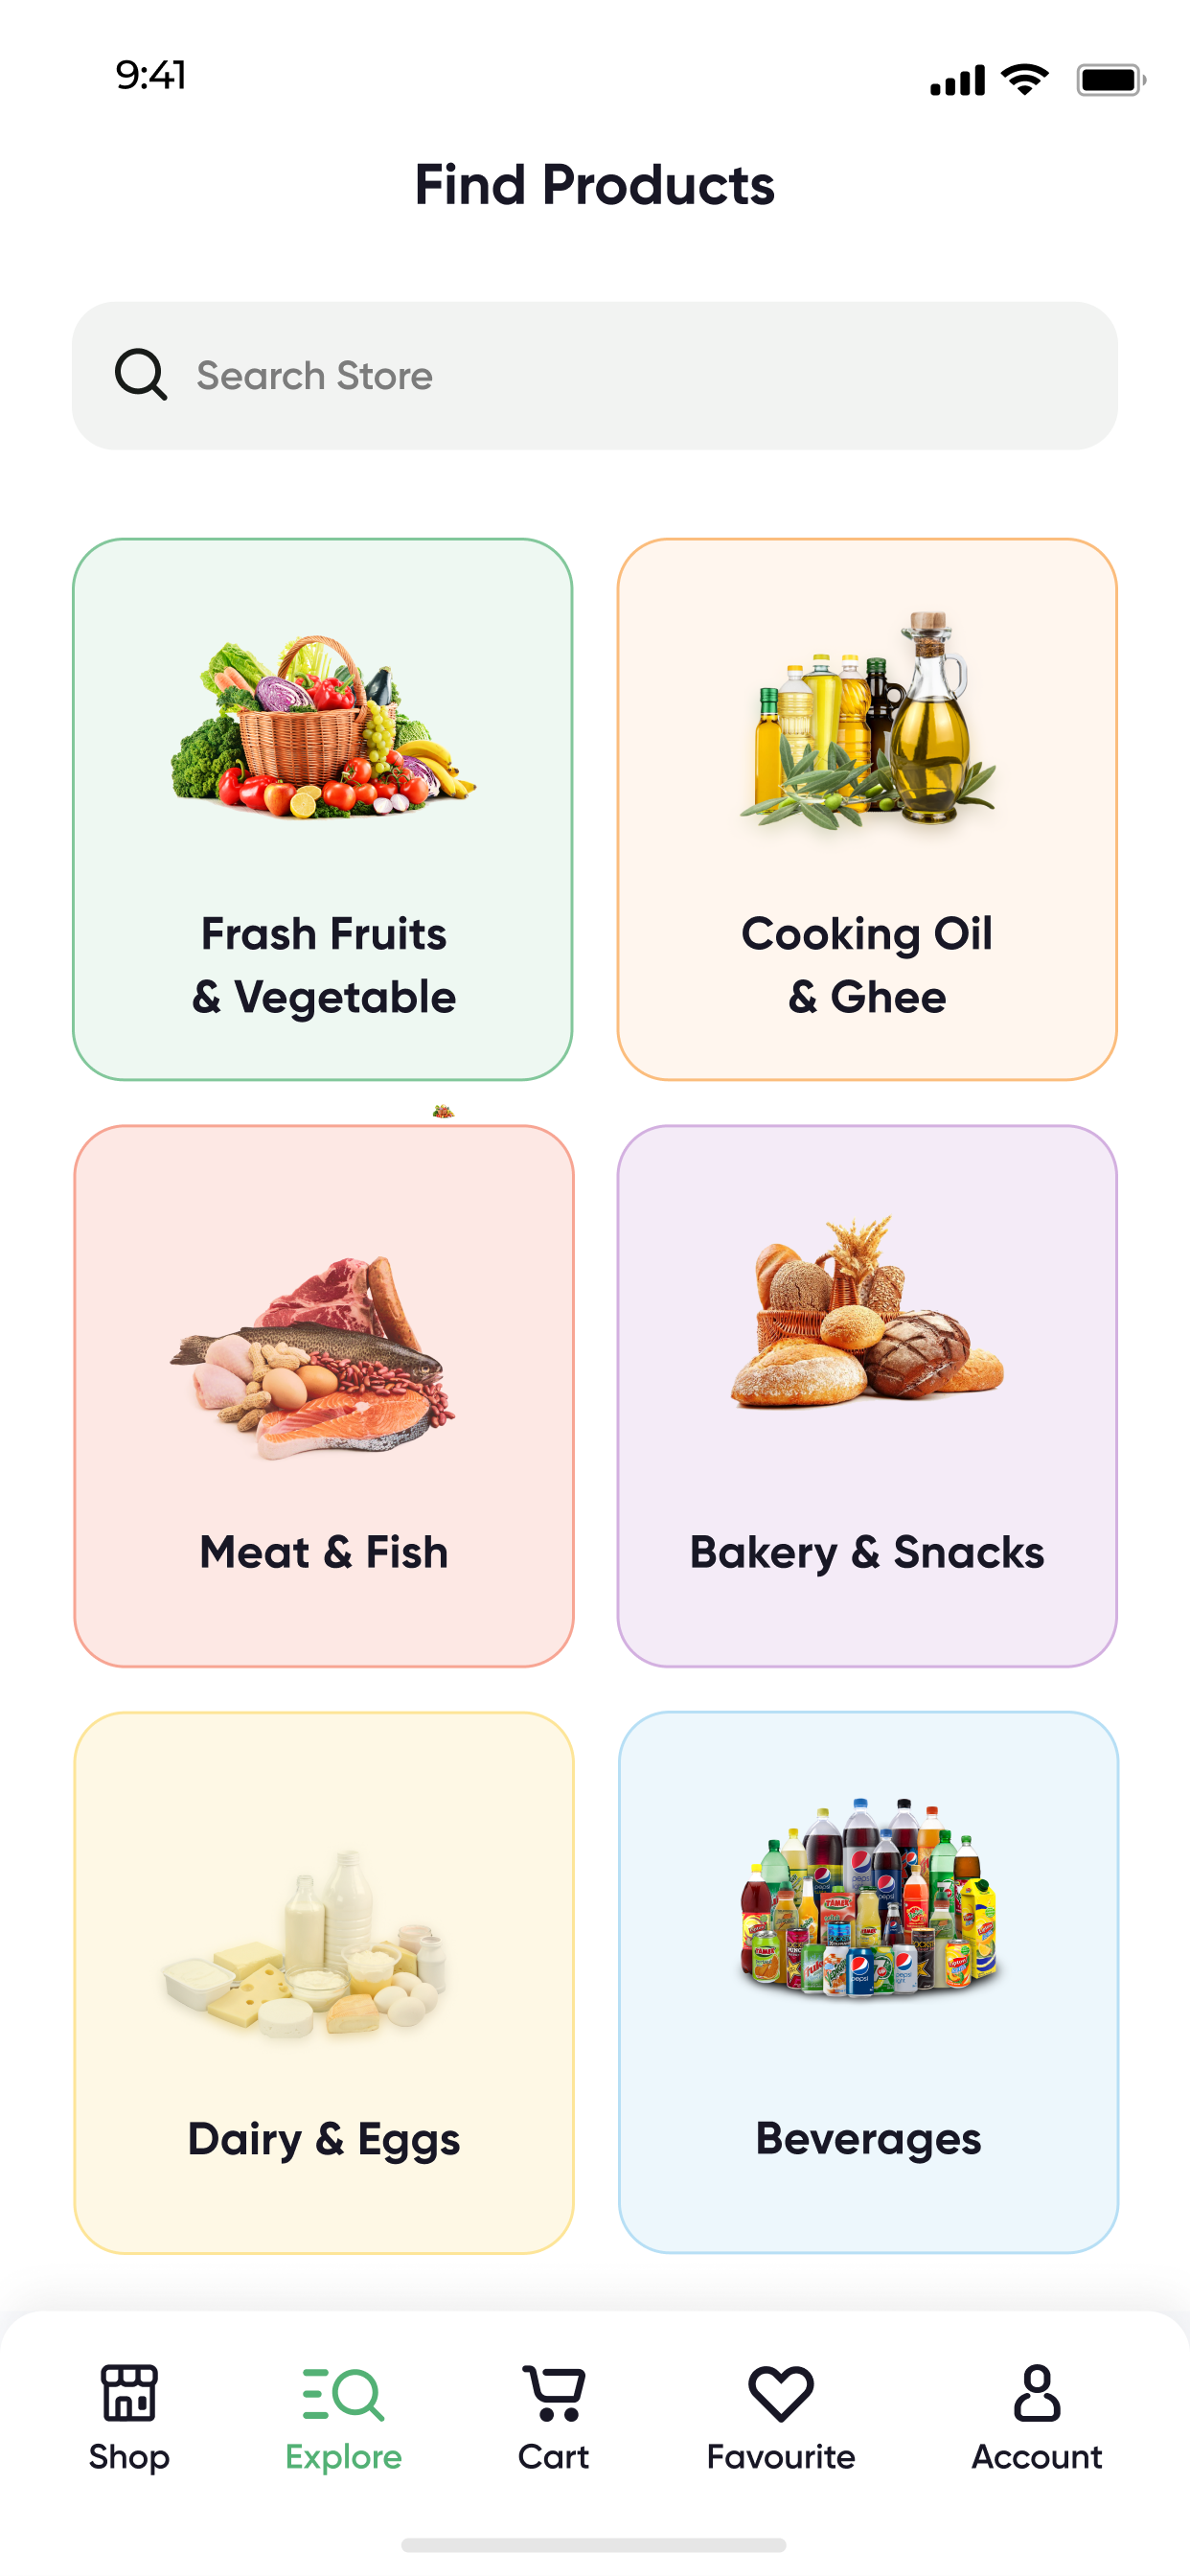 9:41
Find Products
Search Store
Frash Fruits
& Vegetable
Cooking Oil
& Ghee
Meat & Fish
Bakery & Snacks
Dairy & Eggs
Beverages
Shop
Explore
Cart
Favourite
Account